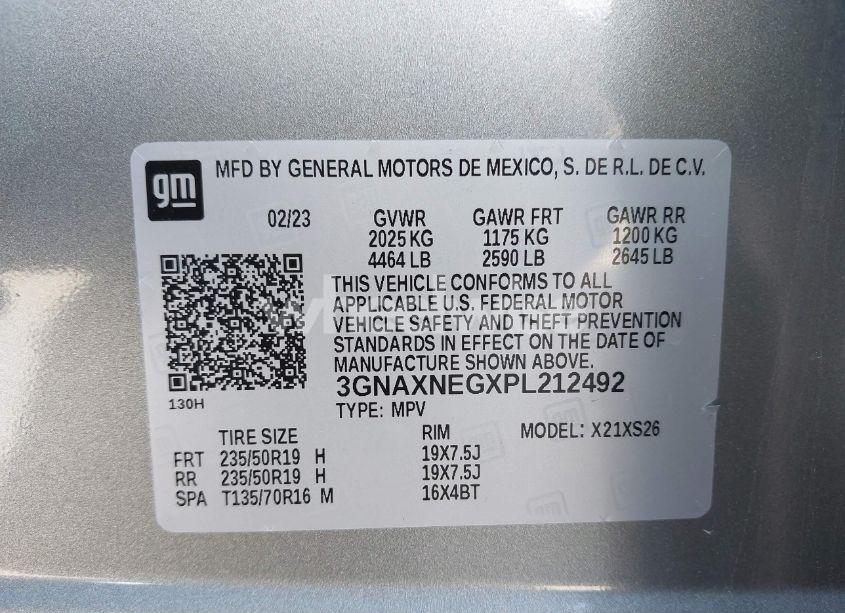 gm
MFD BY GENERAL MOTORS DE MEXICO, S. DE R.L. DE C.V.
02/23 GVWR GAWR FRT GAWR RR
2025 KG 1175 KG 1200 KG
4464 LB 2590 LB 2645 LB
THIS VEHICLE CONFORMS TO ALL
APPLICABLE U.S. FEDERAL MOTOR
VEHICLE SAFETY AND THEFT PREVENTION
STANDARDS IN EFFECT ON THE DATE OF
MANUFACTURE SHOWN ABOVE.
130H
3GNAXNEGXPL212492
TYPE: MPV
TIRE SIZE RIM MODEL: X21XS26
FRT 235/50R19 H 19X7.5J
RR 235/50R19 H 19X7.5J
SPA T135/70R16 M 16X4BT